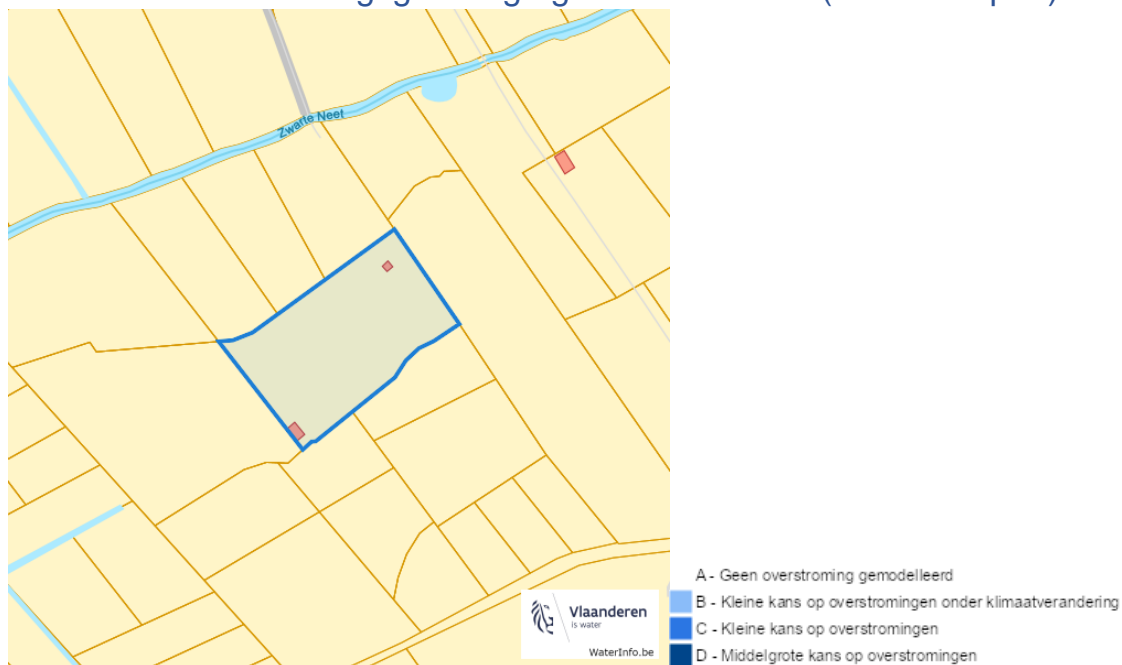 Zwarte Neet
Vlaanderen
is water
WaterInfo.be
A - Geen overstroming gemodelleerd
B - Kleine kans op overstromingen onder klimaatverandering
C - Kleine kans op overstromingen
D - Middelgrote kans op overstromingen